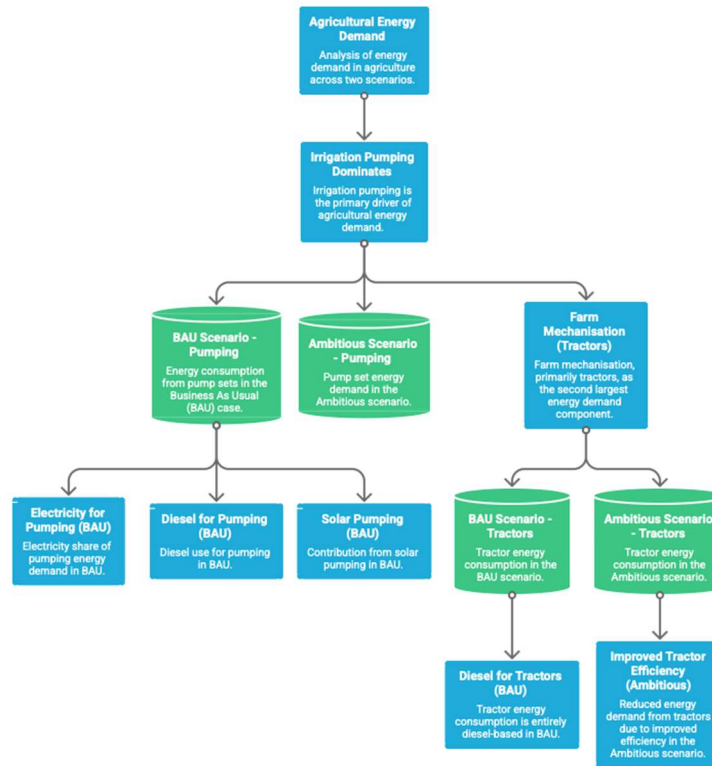 Agricultural Energy
Demand
Analysis of energy
demand in agriculture
across two scenarios.
Irrigation Pumping
Dominates
Irrigation pumping is
the primary driver of
agricultural energy
demand.
BAU Scenario -
Pumping
Energy consumption
from pump sets in the
Business As Usual
(BAU) case.
Ambitious Scenario
- Pumping
Pump set energy
demand in the
Ambitious scenario.
Farm
Mechanisation
(Tractors)
Farm mechanisation,
primarily tractors, as
the second largest
energy demand
component.
Electricity for
Pumping (BAU)
Electricity share of
pumping energy
demand in BAU.
Diesel for Pumping
(BAU)
Diesel use for pumping
in BAU.
Solar Pumping
(BAU)
Contribution from solar
pumping in BAU.
BAU Scenario -
Tractors
Tractor energy
consumption in the
BAU scenario.
Ambitious Scenario
- Tractors
Tractor energy
consumption in the
Ambitious scenario.
Diesel for Tractors
(BAU)
Tractor energy
consumption is entirely
diesel-based in BAU.
Improved Tractor
Efficiency
(Ambitious)
Reduced energy
demand from tractors
due to improved
efficiency in the
Ambitious scenario.